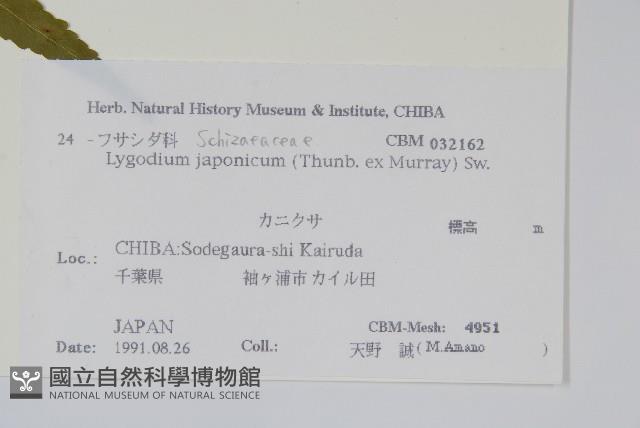 Herb. Natural History Museum & Institute, CHIBA
24 - フサシダ科 Schizaeaceae CBM 032162
Lygodium japonicum (Thunb. ex Murray) Sw.
カニクサ 標高 m
Loc.: CHIBA:Sodegaura-shi Kairuda
千葉県 袖ヶ浦市カイル田
JAPAN CBM-Mesh: 4951
Date: 1991.08.26 Coll.: 天野 誠 (M.Amano )
國立自然科學博物館
NATIONAL MUSEUM OF NATURAL SCIENCE